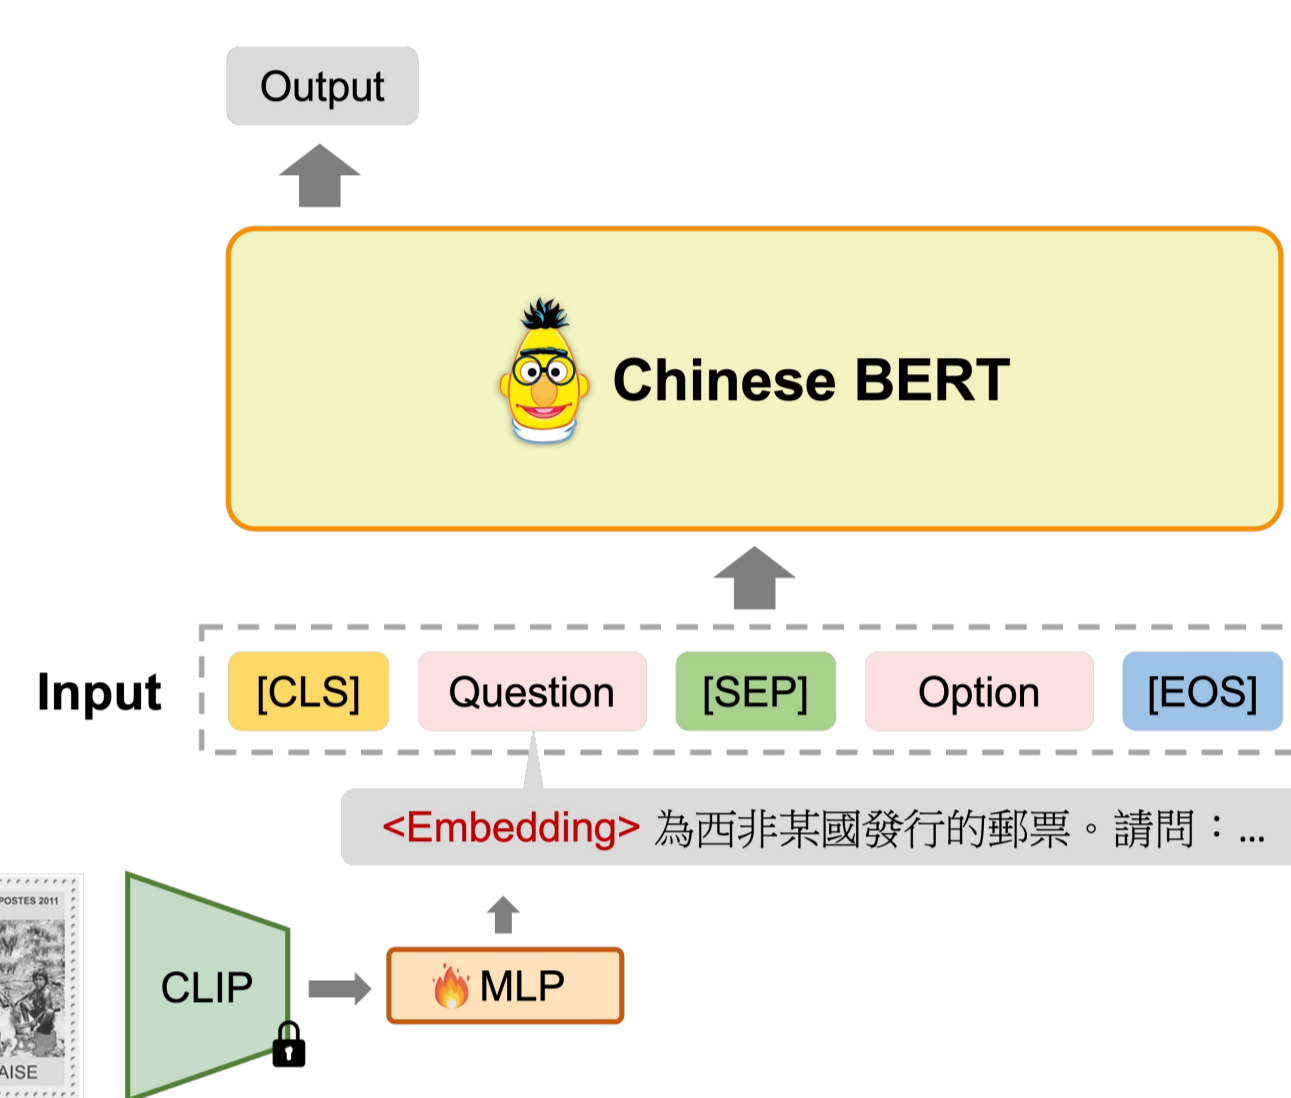 Output
Chinese BERT
Input
[CLS] Question [SEP] Option [EOS]
<Embedding> 為西非某國發行的郵票。請問：...
POSTES 2011
CLIP
MLP
AISE